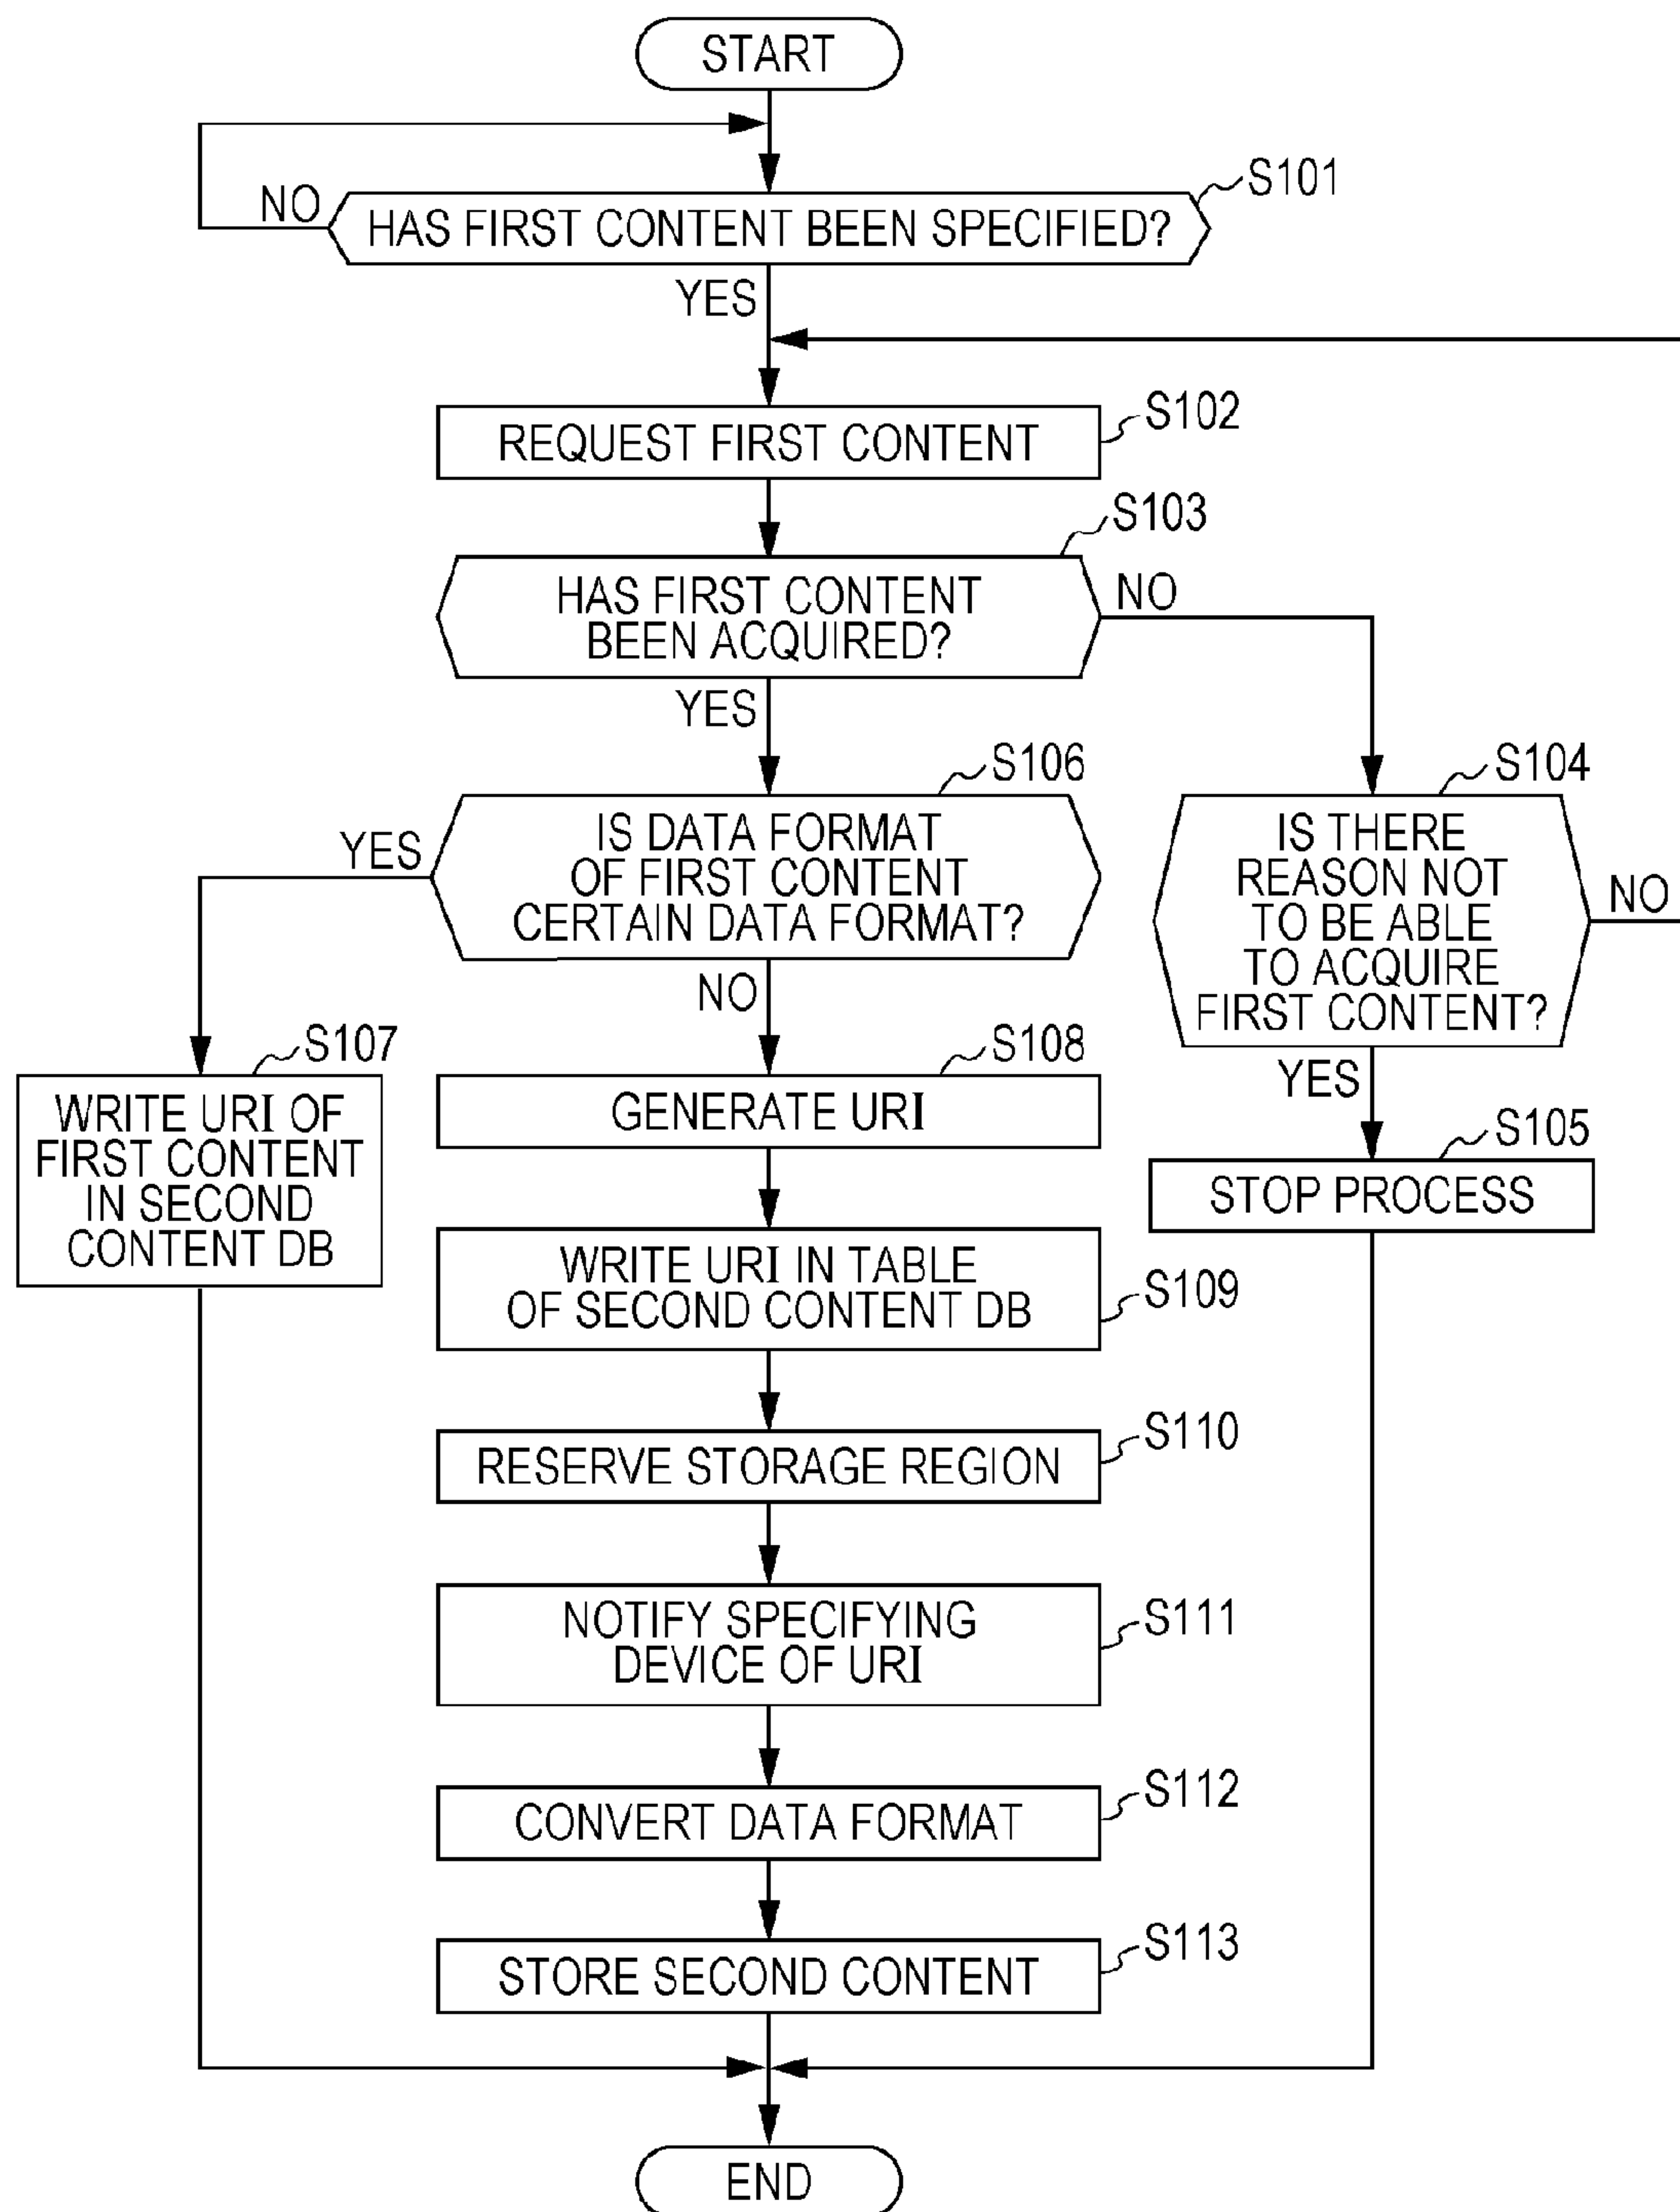 START
NO
HAS FIRST CONTENT BEEN SPECIFIED?
S101
YES
REQUEST FIRST CONTENT
S102
S103
HAS FIRST CONTENT
BEEN ACQUIRED?
NO
YES
S106
S104
YES
IS DATA FORMAT
OF FIRST CONTENT
CERTAIN DATA FORMAT?
NO
IS THERE
REASON NOT
TO BE ABLE
TO ACQUIRE
FIRST CONTENT?
NO
YES
S107
WRITE URI OF
FIRST CONTENT
IN SECOND
CONTENT DB
S108
GENERATE URI
S105
STOP PROCESS
WRITE URI IN TABLE
OF SECOND CONTENT DB
S109
RESERVE STORAGE REGION
S110
NOTIFY SPECIFYING
DEVICE OF URI
S111
CONVERT DATA FORMAT
S112
STORE SECOND CONTENT
S113
END